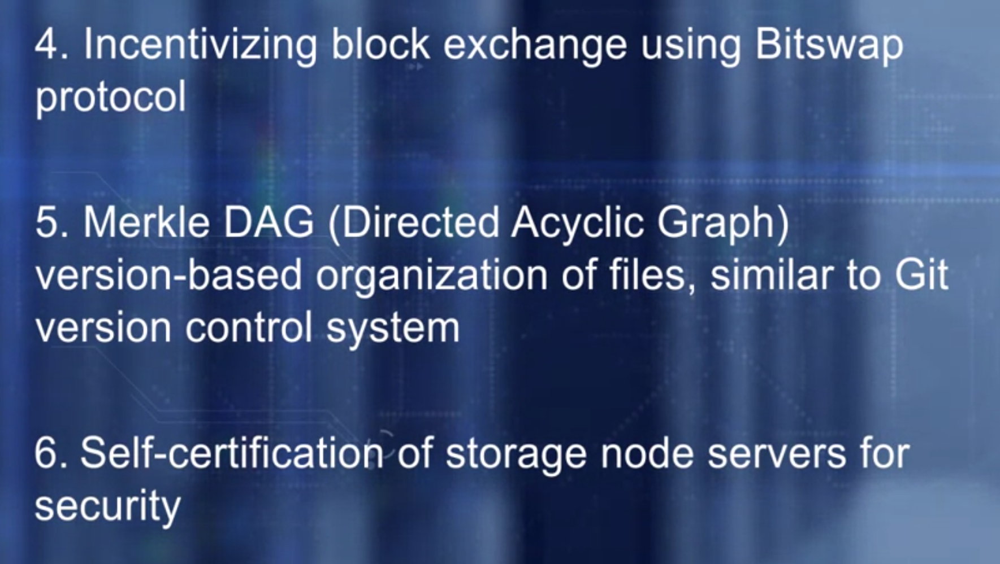 4. Incentivizing block exchange using Bitswap
protocol
5. Merkle DAG (Directed Acyclic Graph)
version-based organization of files, similar to Git
version control system
6. Self-certification of storage node servers for
security